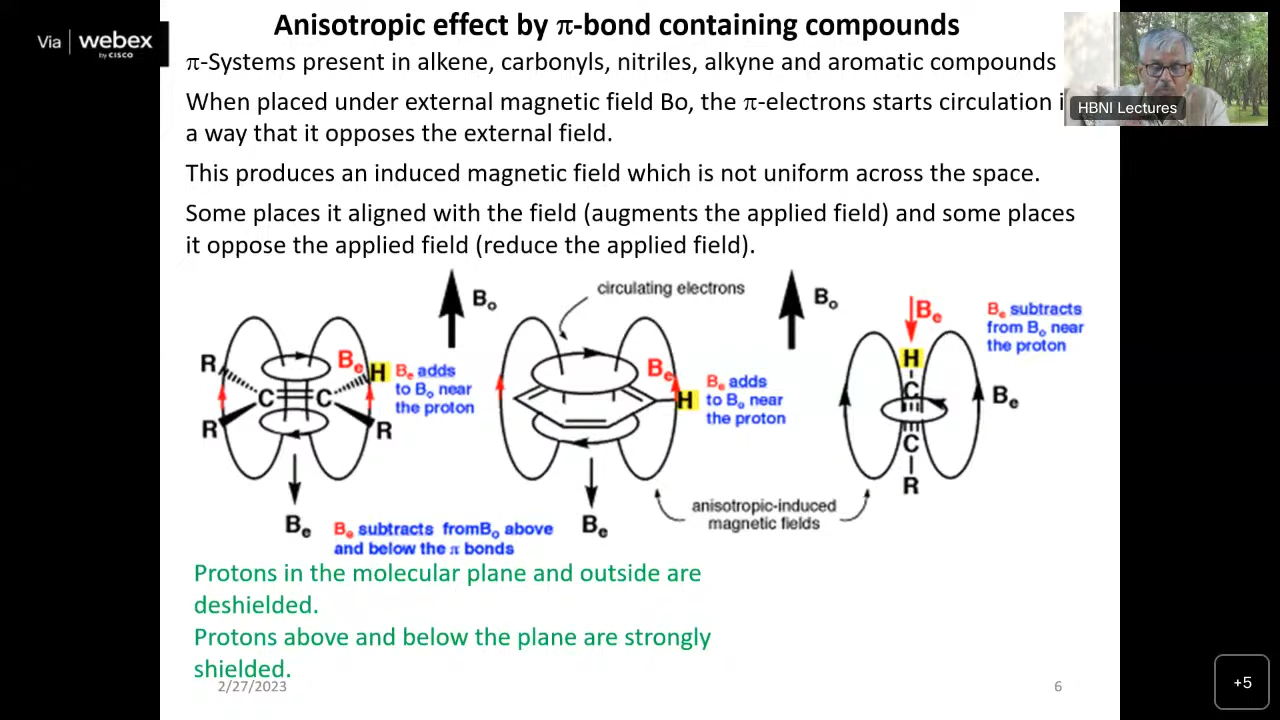 Via | webex
by CISCO
Anisotropic effect by π-bond containing compounds
π-Systems present in alkene, carbonyls, nitriles, alkyne and aromatic compounds
When placed under external magnetic field Bo, the π-electrons starts circulation i
a way that it opposes the external field.
This produces an induced magnetic field which is not uniform across the space.
Some places it aligned with the field (augments the applied field) and some places
it oppose the applied field (reduce the applied field).
HBNI Lectures
Bo
circulating electrons
Bo
Be
Be subtracts
from Bo near
the proton
R
Be
H
Be adds
to Bo near
the proton
C
C
R
R
Be
H
Be adds
to Bo near
the proton
H
C
C
R
Be
Be
Be
anisotropic-induced
magnetic fields
Be subtracts fromBo above
and below the π bonds
Protons in the molecular plane and outside are
deshielded.
Protons above and below the plane are strongly
shielded.
2/27/2023
6
+5